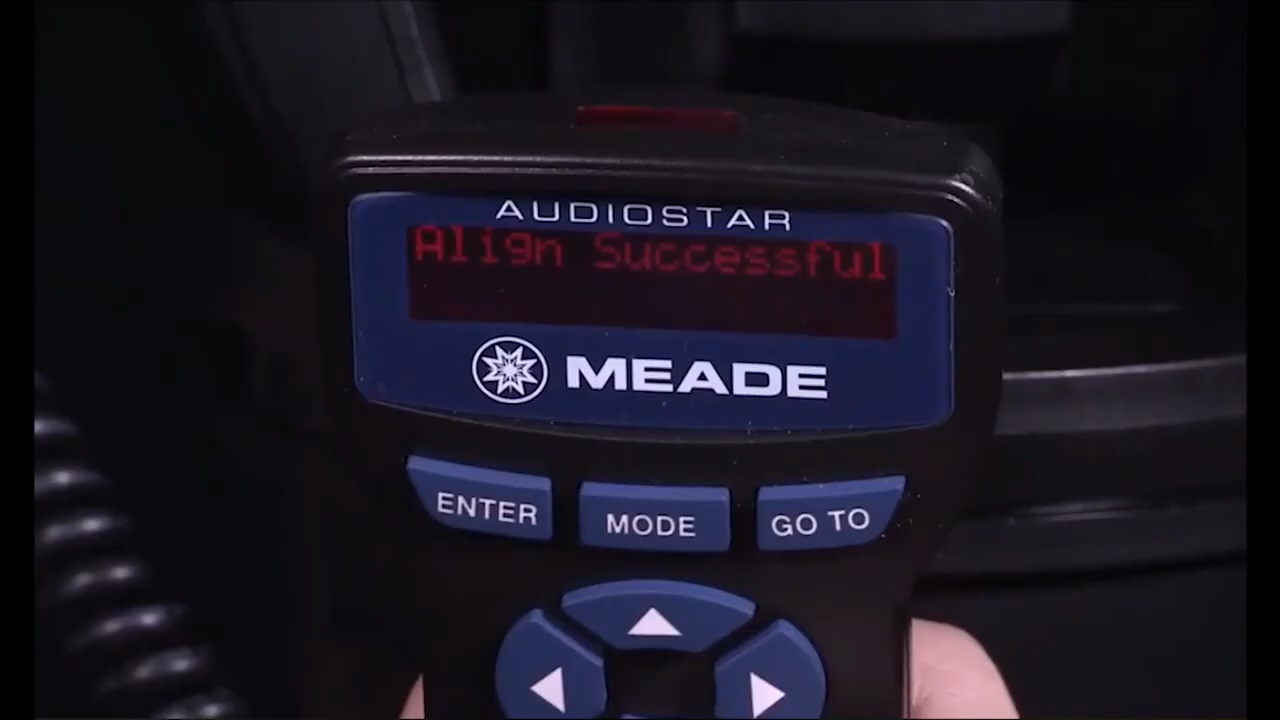 AUDIOSTAR
Align Successful
MEADE
ENTER
MODE
GO TO